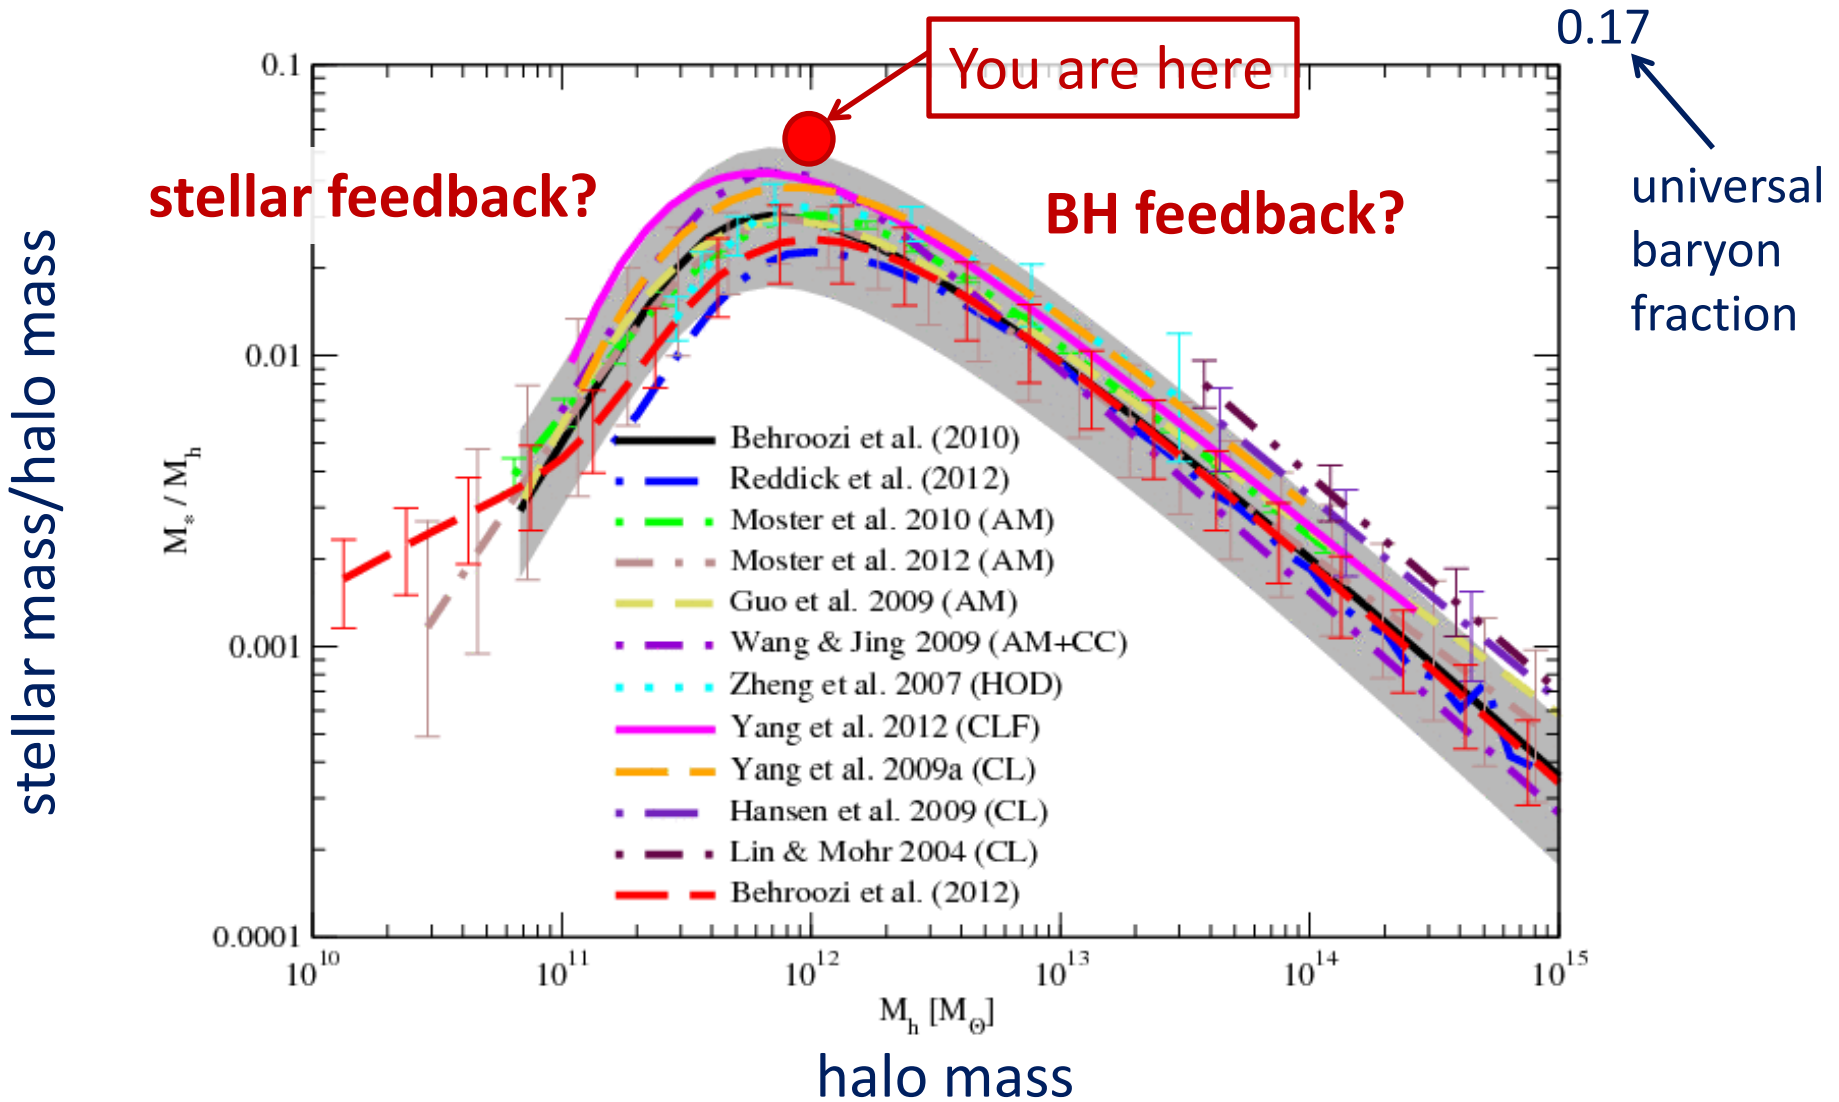 0.17
You are here
universal
baryon
fraction
stellar feedback?
BH feedback?
stellar mass/halo mass
M* / Mh
0.1
0.01
0.001
0.0001
Behroozi et al. (2010)
Reddick et al. (2012)
Moster et al. 2010 (AM)
Moster et al. 2012 (AM)
Guo et al. 2009 (AM)
Wang & Jing 2009 (AM+CC)
Zheng et al. 2007 (HOD)
Yang et al. 2012 (CLF)
Yang et al. 2009a (CL)
Hansen et al. 2009 (CL)
Lin & Mohr 2004 (CL)
Behroozi et al. (2012)
10^10 10^11 10^12 10^13 10^14 10^15
Mh [M⊙]
halo mass